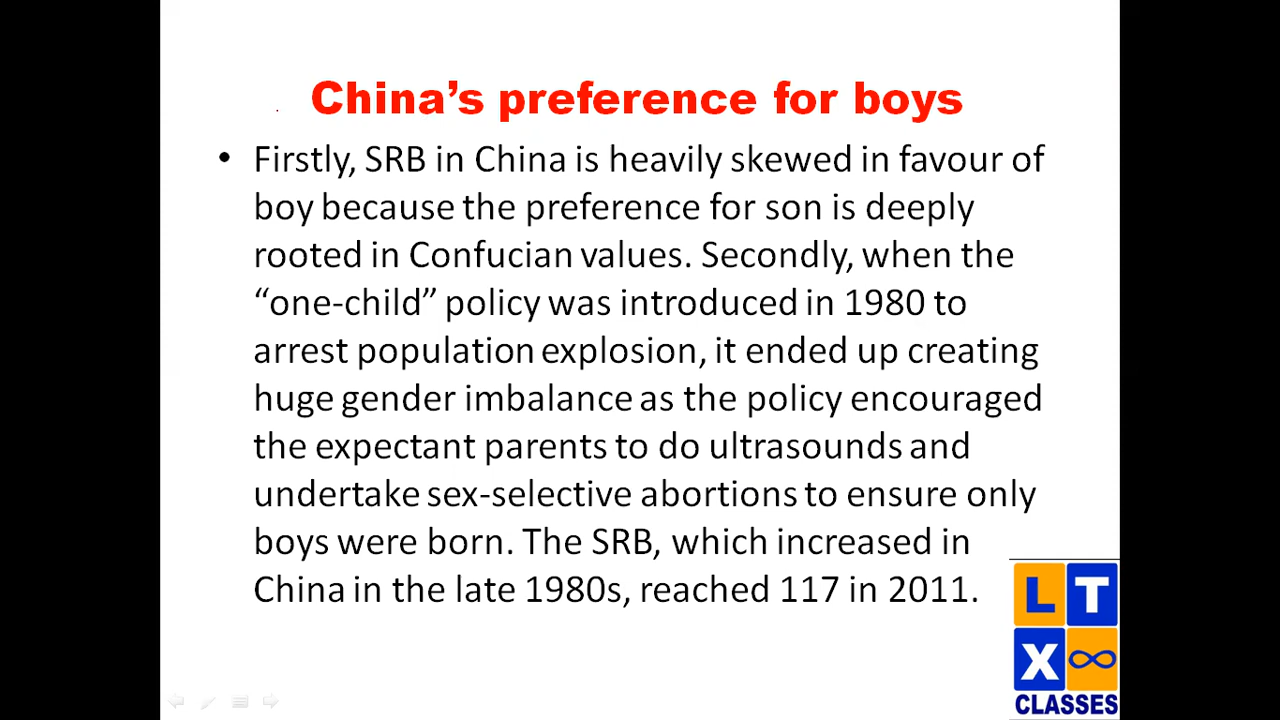 China’s preference for boys
• Firstly, SRB in China is heavily skewed in favour of
boy because the preference for son is deeply
rooted in Confucian values. Secondly, when the
“one-child” policy was introduced in 1980 to
arrest population explosion, it ended up creating
huge gender imbalance as the policy encouraged
the expectant parents to do ultrasounds and
undertake sex-selective abortions to ensure only
boys were born. The SRB, which increased in
China in the late 1980s, reached 117 in 2011.
L T
X ∞
CLASSES